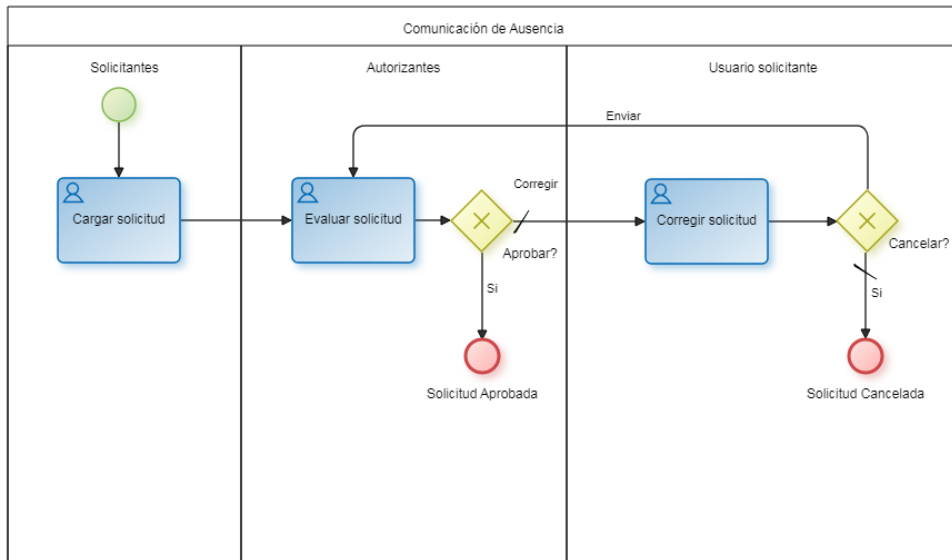 Comunicación de Ausencia
Solicitantes
Autorizantes
Usuario solicitante
Enviar
Cargar solicitud
Evaluar solicitud
Corregir
Aprobar?
Corregir solicitud
Cancelar?
Si
Si
Solicitud Aprobada
Solicitud Cancelada